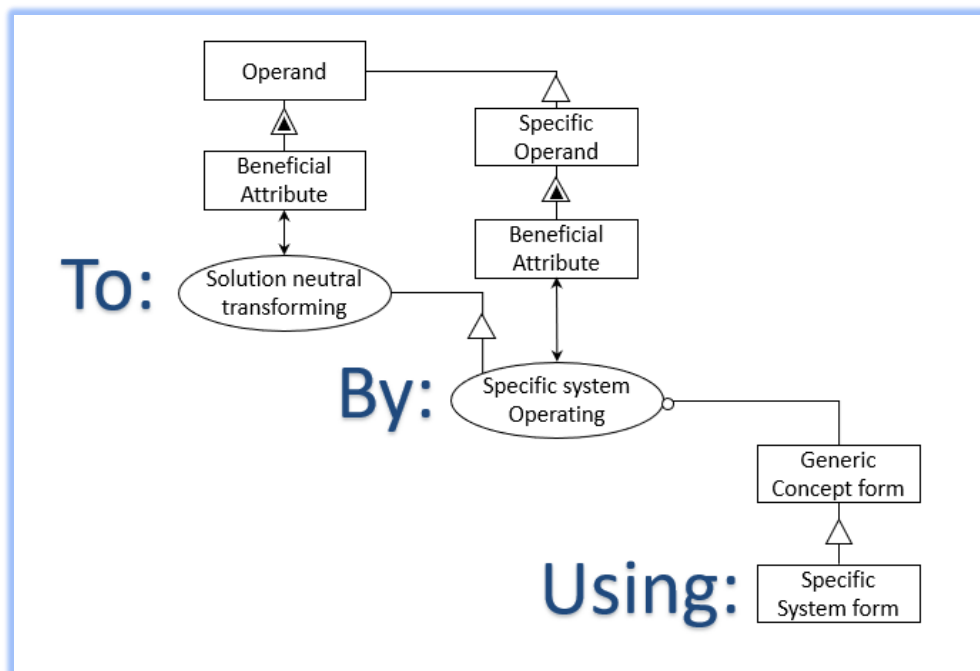 Operand
Specific
Operand
Beneficial
Attribute
Beneficial
Attribute
To:
Solution neutral
transforming
By:
Specific system
Operating
Generic
Concept form
Using:
Specific
System form